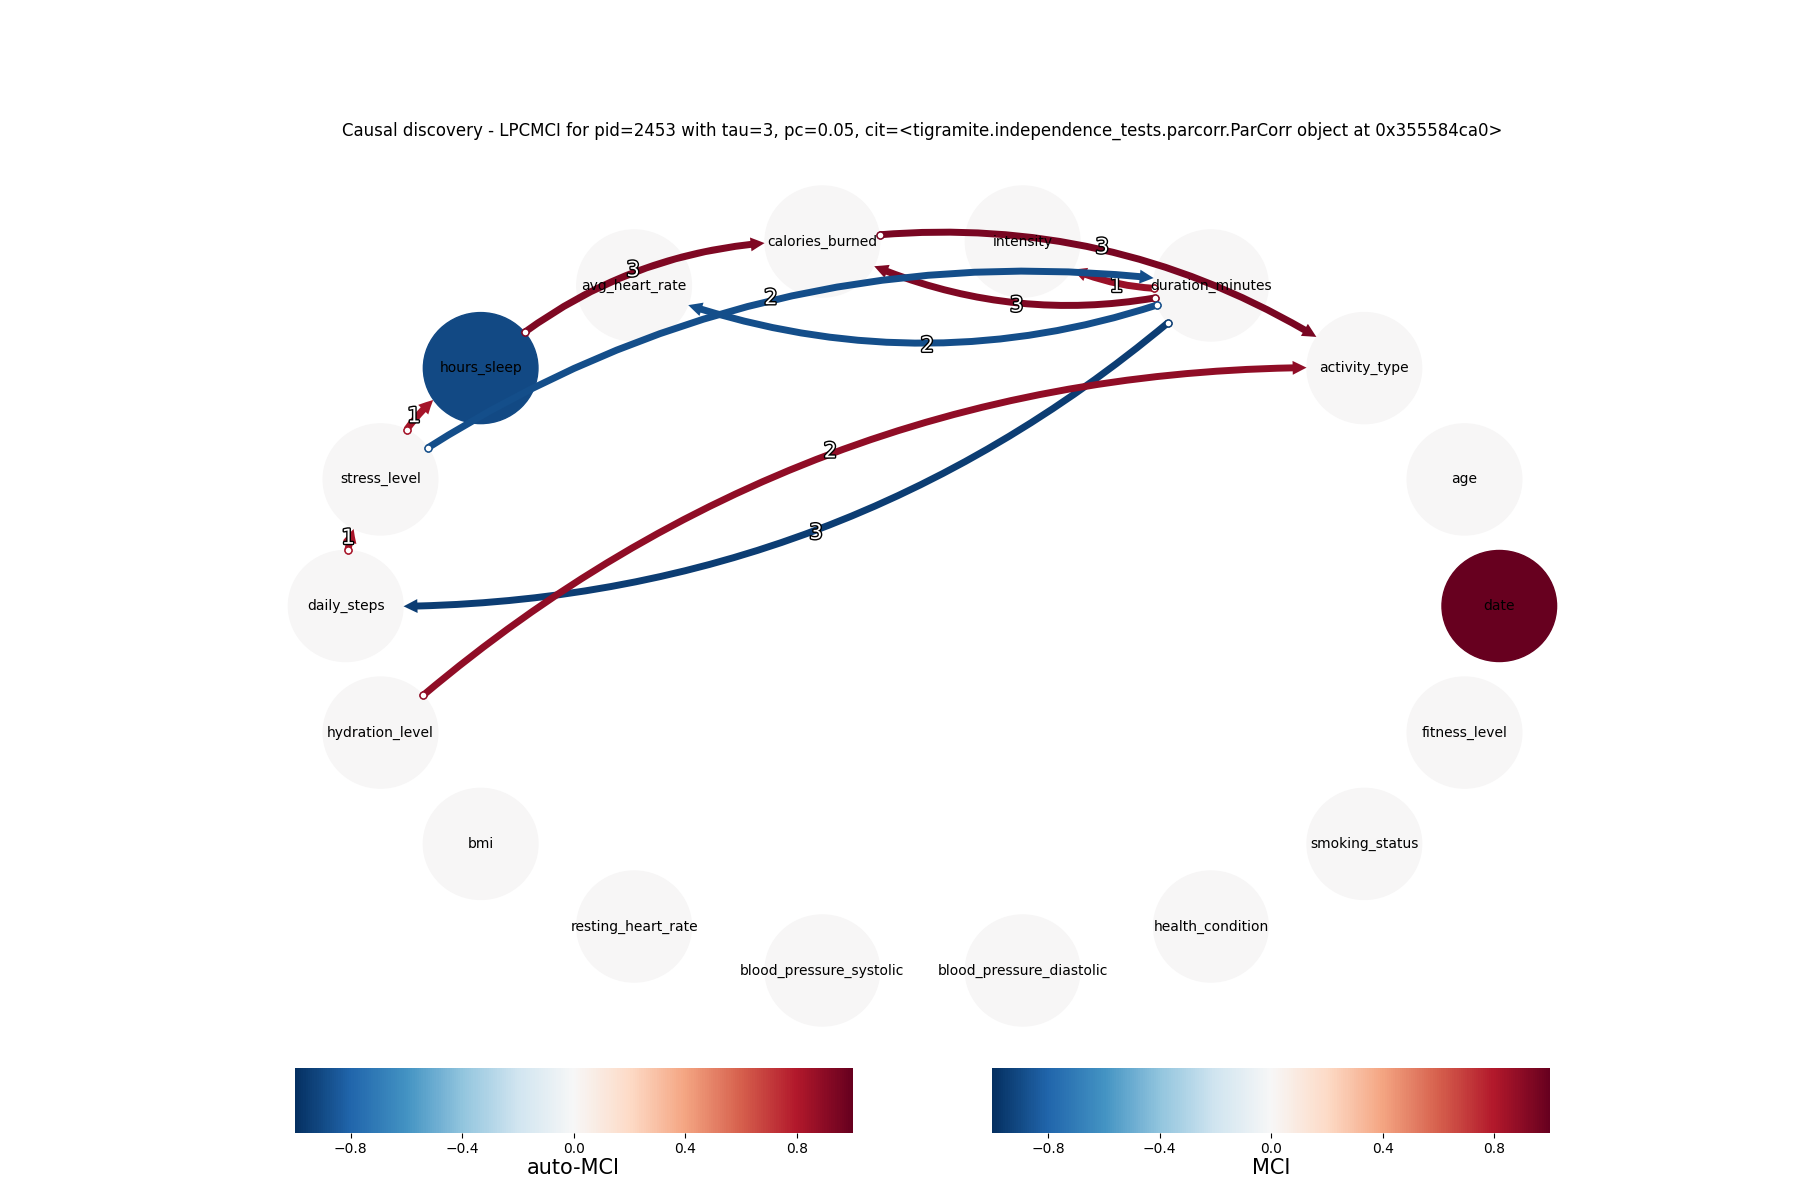 Causal discovery - LPCMCI for pid=2453 with tau=3, pc=0.05, cit=<tigramite.independence_tests.parcorr.ParCorr object at 0x355584ca0>
calories_burned
intensity
3
3
avg_heart_rate
duration_minutes
1
2
3
2
hours_sleep
activity_type
1
2
stress_level
age
3
1
daily_steps
date
hydration_level
fitness_level
bmi
smoking_status
resting_heart_rate
health_condition
blood_pressure_systolic
blood_pressure_diastolic
−0.8 −0.4 0.0 0.4 0.8
−0.8 −0.4 0.0 0.4 0.8
auto-MCI
MCI